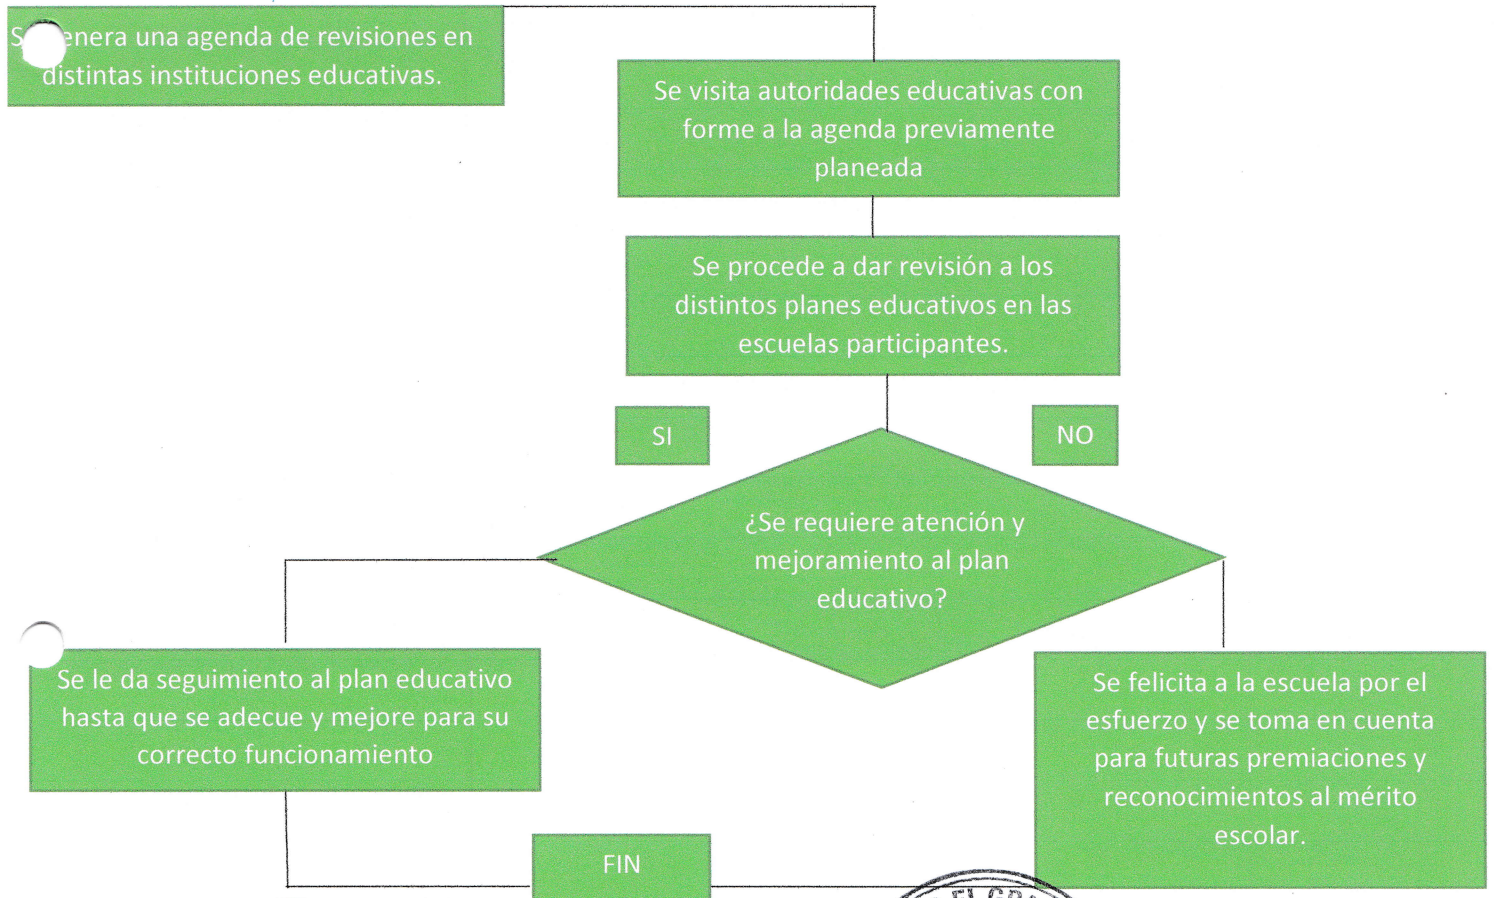 enera una agenda de revisiones en
distintas instituciones educativas.
Se visita autoridades educativas con
forme a la agenda previamente
planeada
Se procede a dar revisión a los
distintos planes educativos en las
escuelas participantes.
SI
NO
¿Se requiere atención y
mejoramiento al plan
educativo?
Se le da seguimiento al plan educativo
hasta que se adecue y mejore para su
correcto funcionamiento
Se felicita a la escuela por el
esfuerzo y se toma en cuenta
para futuras premiaciones y
reconocimientos al mérito
escolar.
FIN